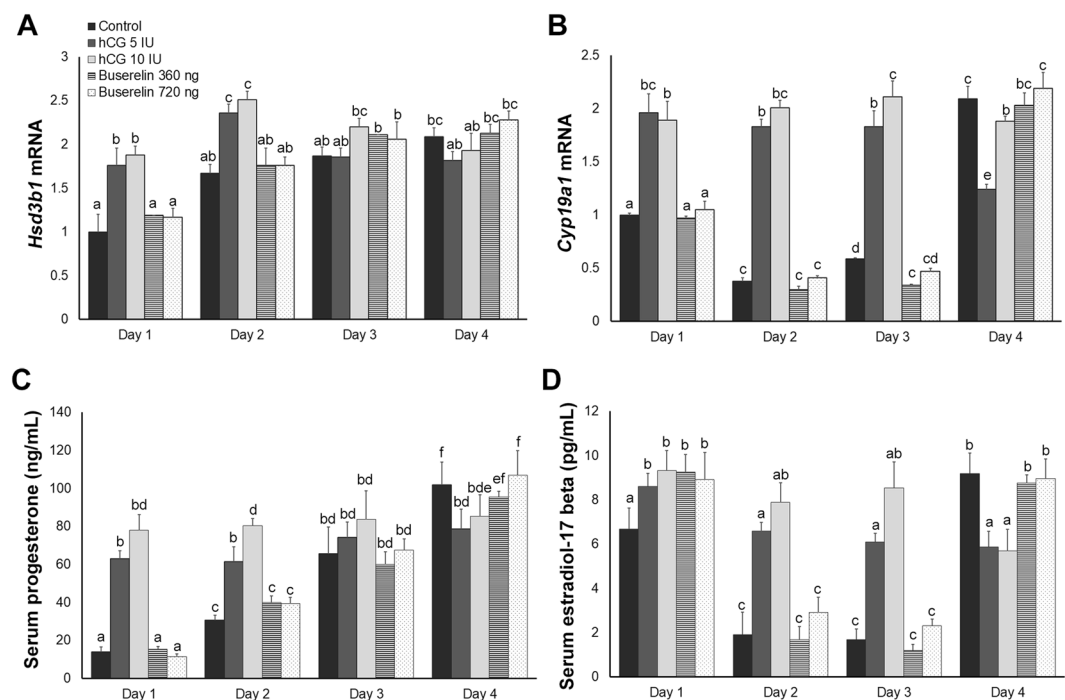 A
Control
hCG 5 IU
hCG 10 IU
Buserelin 360 ng
Buserelin 720 ng
Hsd3b1 mRNA
3
2.5
2
1.5
1
0.5
0
a b b a a
ab c c ab ab
ab ab bc b b
bc ab ab bc bc
Day 1 Day 2 Day 3 Day 4
B
Cyp19a1 mRNA
2.5
2
1.5
1
0.5
0
a bc b a a
c b bc c c
d b c c cd
c e b bc c
Day 1 Day 2 Day 3 Day 4
C
Serum progesterone (ng/mL)
140
120
100
80
60
40
20
0
a b bd a a
c b d c c
bd bd bd bd bd
f bd bde ef f
Day 1 Day 2 Day 3 Day 4
D
Serum estradiol-17 beta (pg/mL)
12
10
8
6
4
2
0
a b b b b
c a ab c c
c a ab c c
b a a b b
Day 1 Day 2 Day 3 Day 4